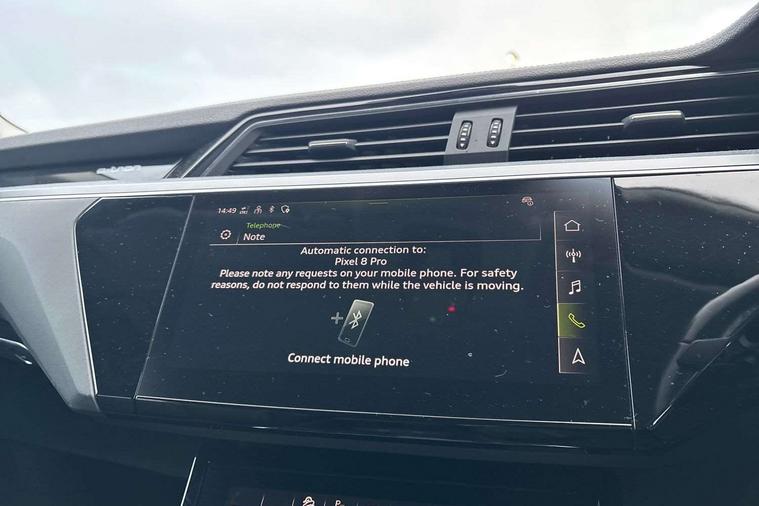 e-tron
14:49
Telephone
Note
Automatic connection to:
Pixel 8 Pro
Please note any requests on your mobile phone. For safety
reasons, do not respond to them while the vehicle is moving.
Connect mobile phone